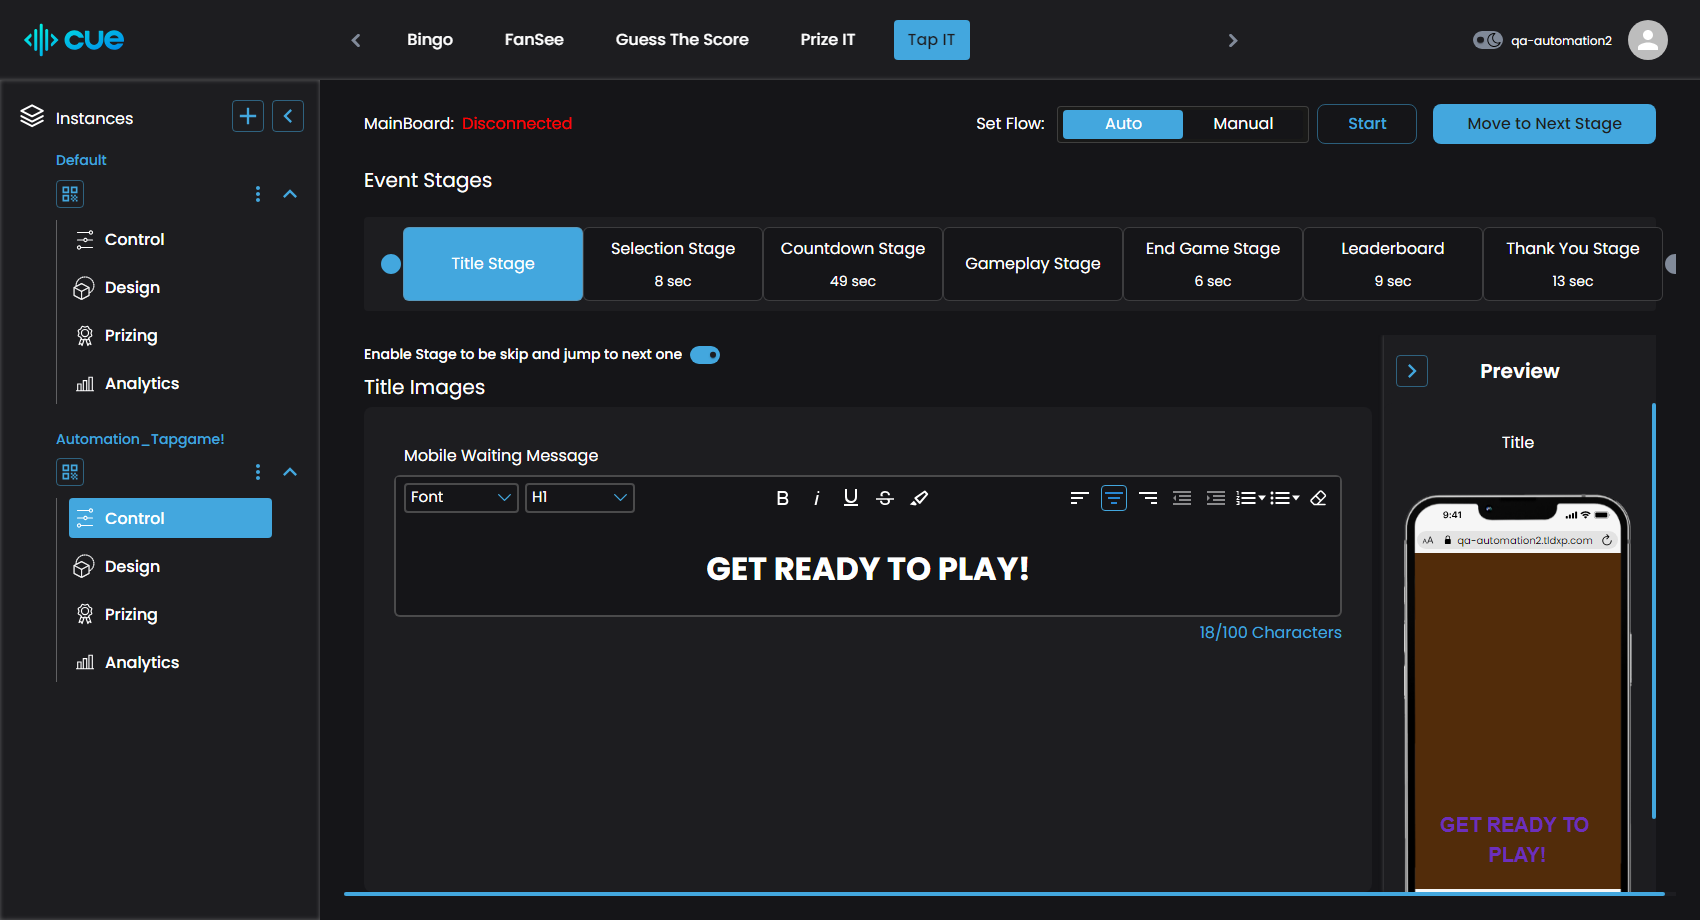 cue
Bingo
FanSee
Guess The Score
Prize IT
Tap IT
qa-automation2
Instances
Default
Control
Design
Prizing
Analytics
Automation_Tapgame!
Control
Design
Prizing
Analytics
MainBoard: Disconnected
Set Flow:
Auto
Manual
Start
Move to Next Stage
Event Stages
Title Stage
Selection Stage
8 sec
Countdown Stage
49 sec
Gameplay Stage
End Game Stage
6 sec
Leaderboard
9 sec
Thank You Stage
13 sec
Enable Stage to be skip and jump to next one
Title Images
Mobile Waiting Message
Font
H1
B
i
U
S
GET READY TO PLAY!
18/100 Characters
Preview
Title
9:41
AA
qa-automation2.tldxp.com
GET READY TO
PLAY!